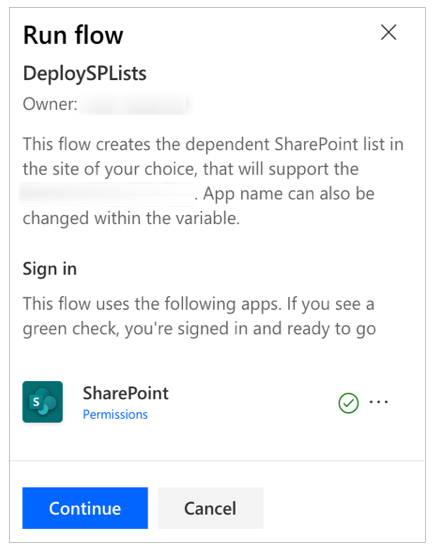 Run flow
DeploySPLists
Owner:
This flow creates the dependent SharePoint list in
the site of your choice, that will support the
. App name can also be
changed within the variable.
Sign in
This flow uses the following apps. If you see a
green check, you're signed in and ready to go
S
SharePoint
Permissions
Continue
Cancel